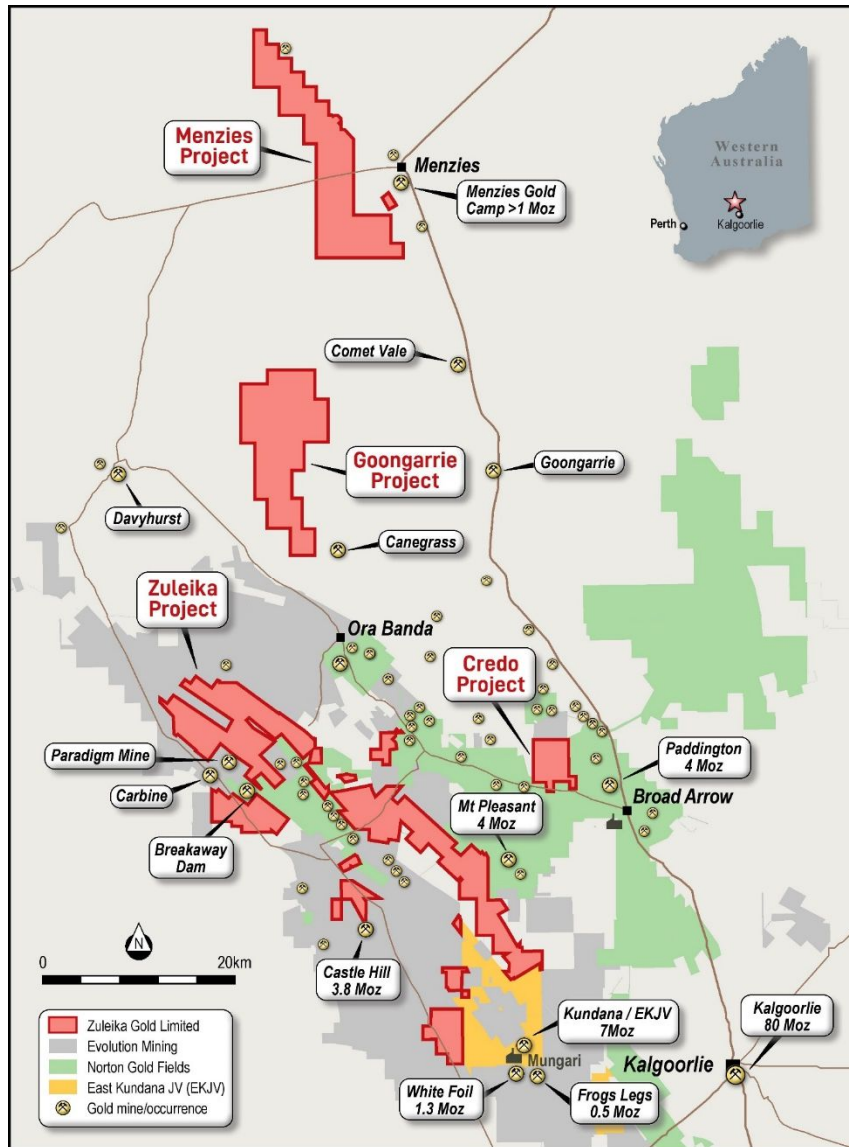 Menzies
Project
Menzies
Menzies Gold
Camp >1 Moz
Western
Australia
Perth
Kalgoorlie
Comet Vale
Goongarrie
Project
Goongarrie
Davyhurst
Canegrass
Zuleika
Project
Ora Banda
Credo
Project
Paradigm Mine
Carbine
Breakaway
Dam
Mt Pleasant
4 Moz
Paddington
4 Moz
Broad Arrow
N
0 20km
Castle Hill
3.8 Moz
Kundana / EKJV
7Moz
Mungari
Kalgoorlie
80 Moz
Kalgoorlie
White Foil
1.3 Moz
Frogs Legs
0.5 Moz
Zuleika Gold Limited
Evolution Mining
Norton Gold Fields
East Kundana JV (EKJV)
Gold mine/occurrence